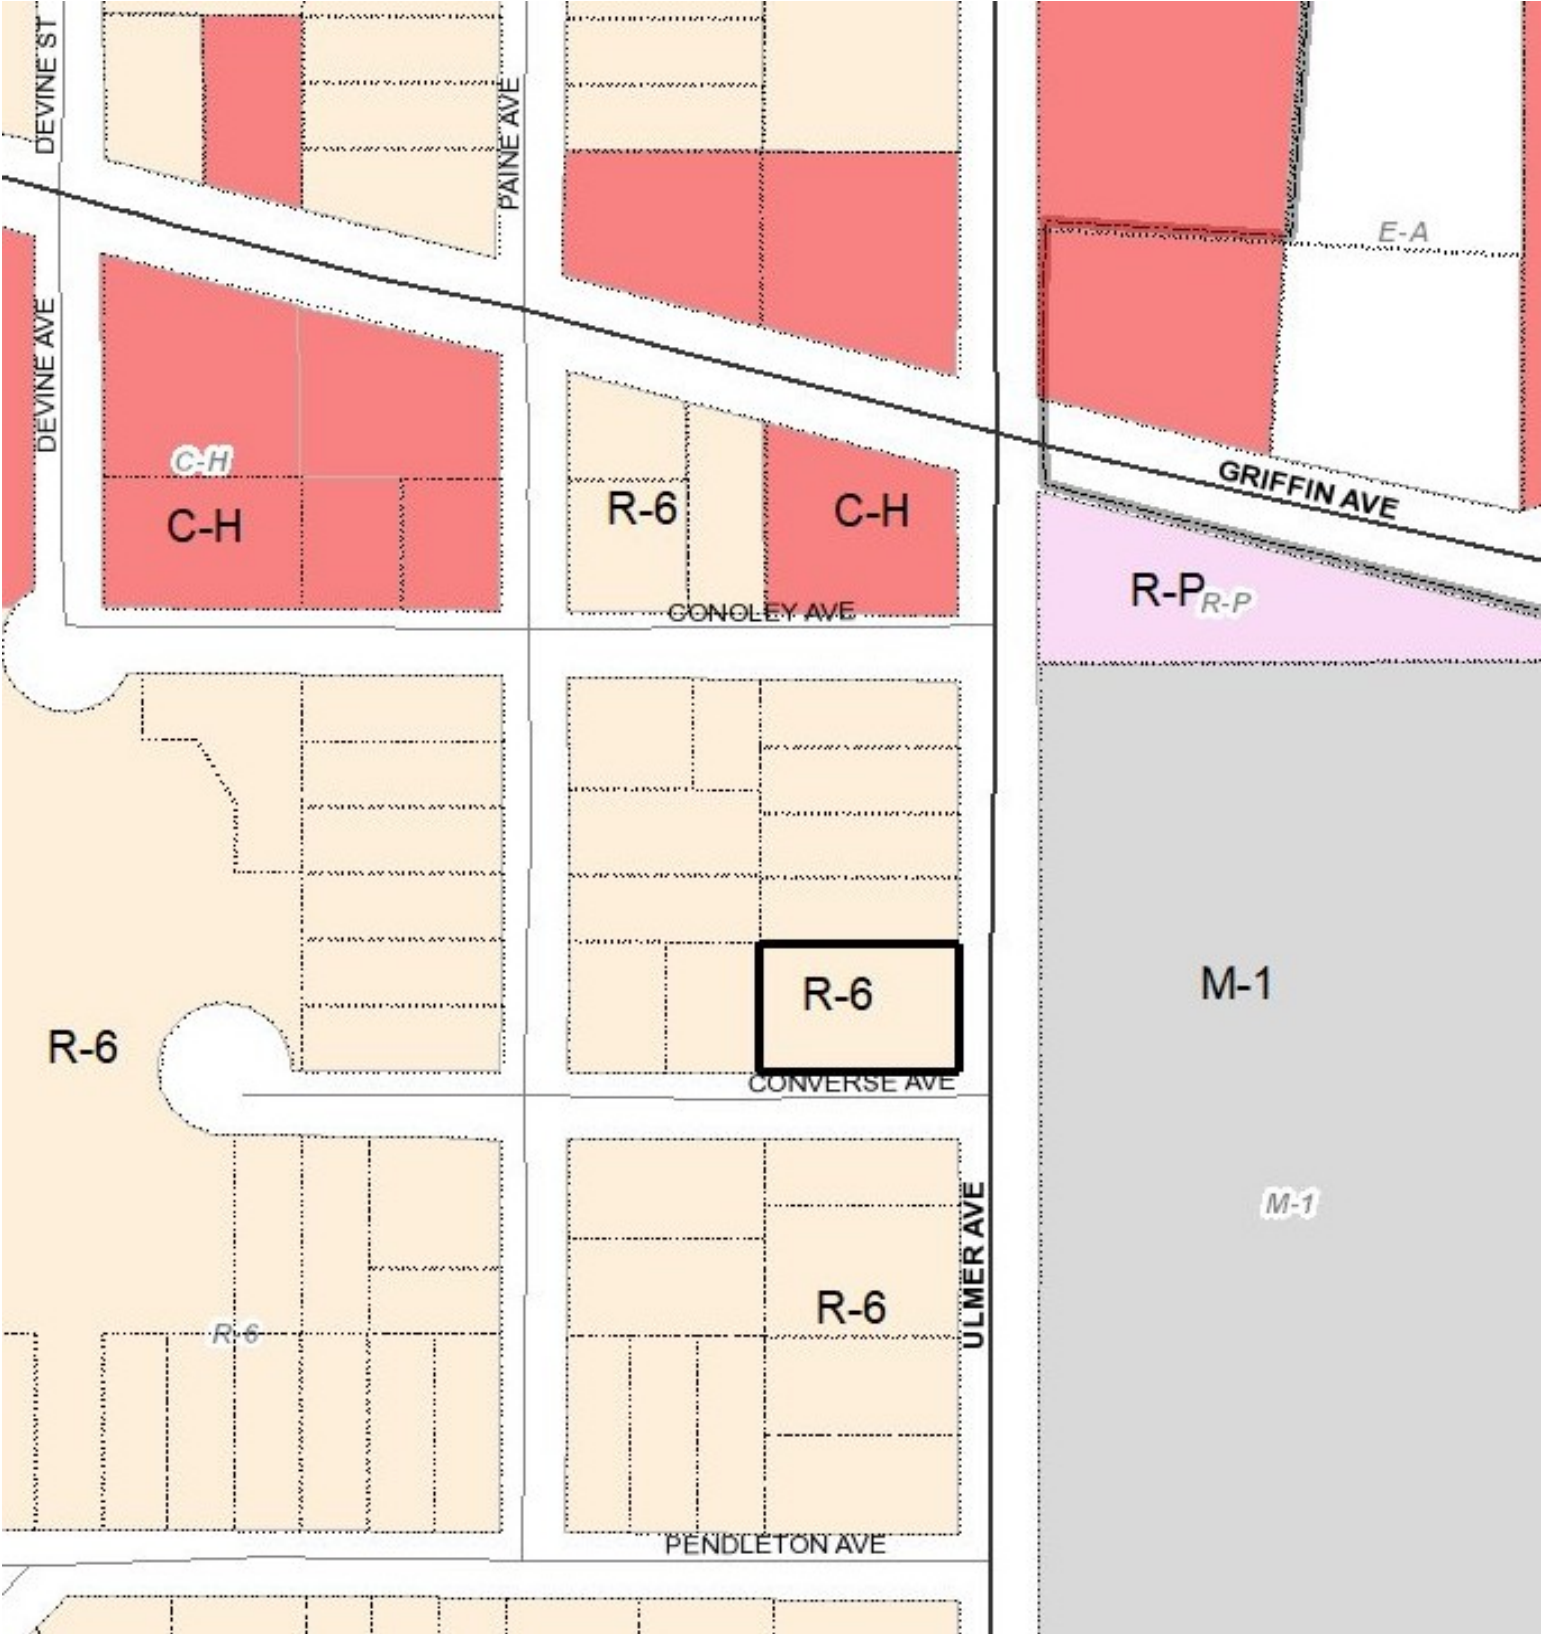 DEVINE ST
PAINE AVE
E-A
DEVINE AVE
C-H
C-H
R-6
C-H
GRIFFIN AVE
R-P
R-P
CONOLEY AVE
R-6
M-1
R-6
CONVERSE AVE
M-1
ULMER AVE
R-6
R-6
PENDLETON AVE